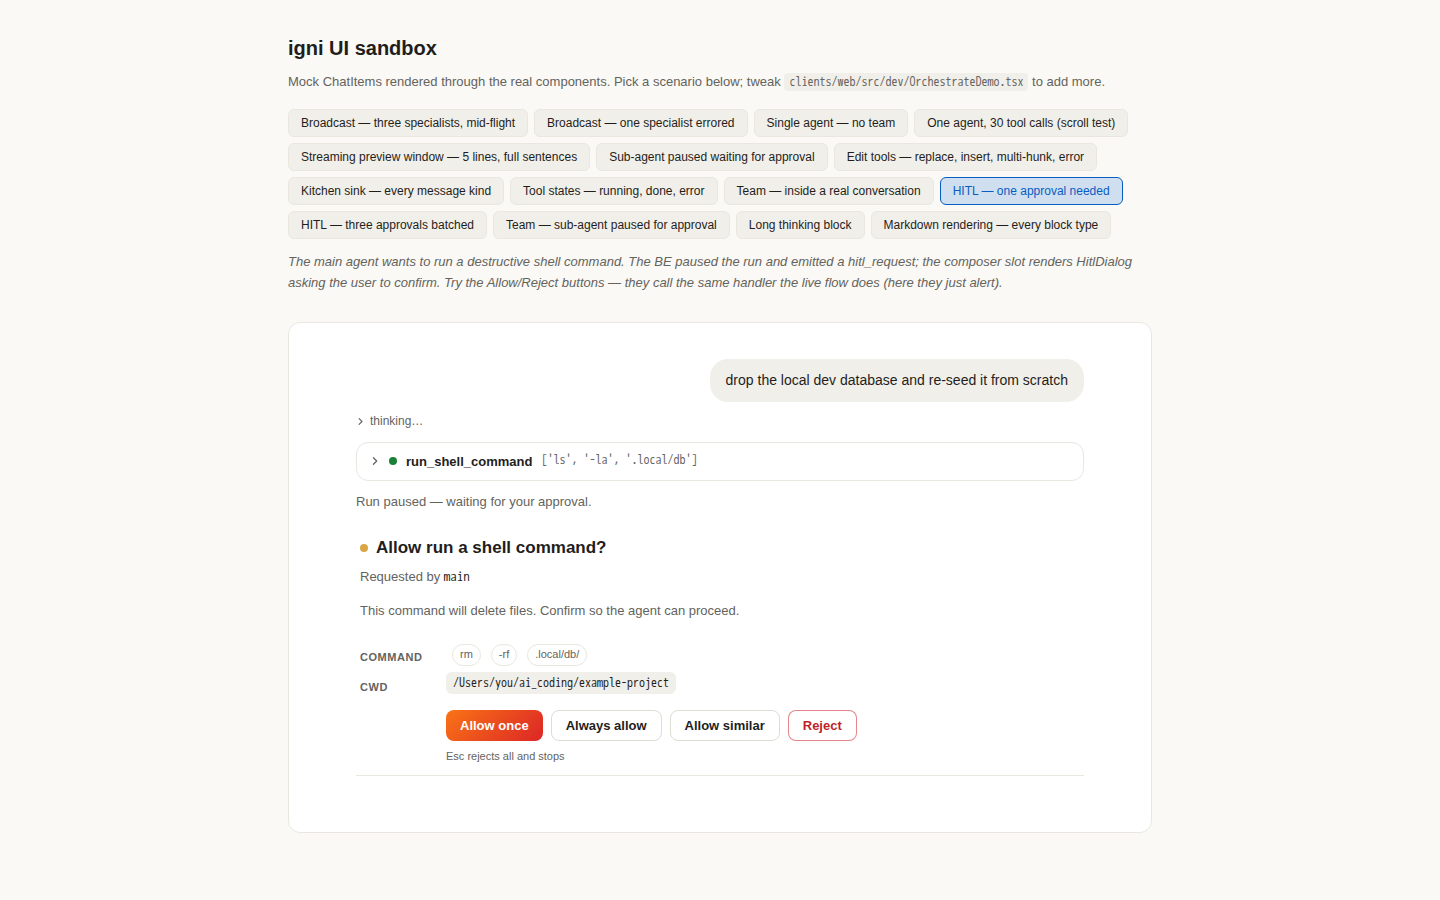 igni UI sandbox
Mock ChatItems rendered through the real components. Pick a scenario below; tweak clients/web/src/dev/OrchestrateDemo.tsx to add more.
Broadcast — three specialists, mid-flight
Broadcast — one specialist errored
Single agent — no team
One agent, 30 tool calls (scroll test)
Streaming preview window — 5 lines, full sentences
Sub-agent paused waiting for approval
Edit tools — replace, insert, multi-hunk, error
Kitchen sink — every message kind
Tool states — running, done, error
Team — inside a real conversation
HITL — one approval needed
HITL — three approvals batched
Team — sub-agent paused for approval
Long thinking block
Markdown rendering — every block type
The main agent wants to run a destructive shell command. The BE paused the run and emitted a hitl_request; the composer slot renders HitlDialog
asking the user to confirm. Try the Allow/Reject buttons — they call the same handler the live flow does (here they just alert).
drop the local dev database and re-seed it from scratch
thinking…
run_shell_command ['ls', '-la', '.local/db']
Run paused — waiting for your approval.
Allow run a shell command?
Requested by main
This command will delete files. Confirm so the agent can proceed.
COMMAND rm -rf .local/db/
CWD /Users/you/ai_coding/example-project
Allow once Always allow Allow similar Reject
Esc rejects all and stops